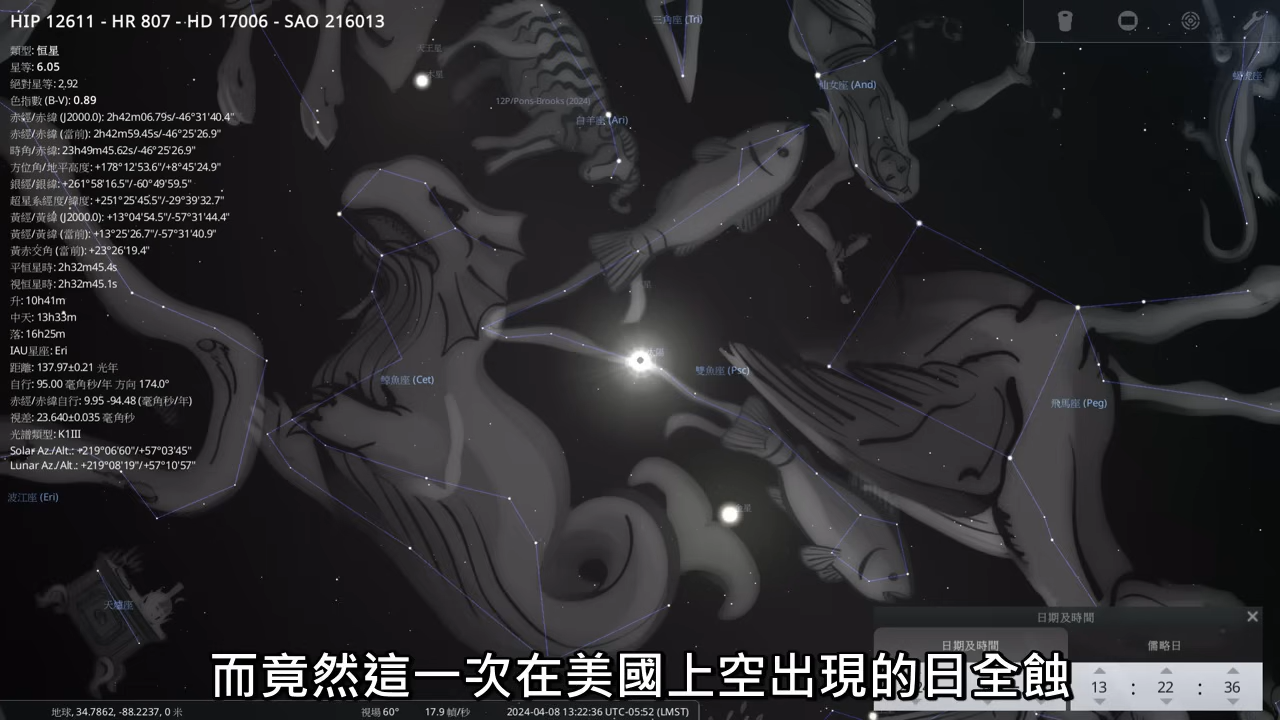 HIP 12611 - HR 807 - HD 17006 - SAO 216013
類型: 恒星
星等: 6.05
絕對星等: 2.92
色指數 (B-V): 0.89
赤經/赤緯 (J2000.0): 2h42m06.79s/-46°31'40.4"
赤經/赤緯 (當前): 2h42m59.45s/-46°25'26.9"
時角/赤緯: 23h49m45.62s/-46°25'26.9"
方位角/地平高度: +178°12'53.6"/+8°45'24.9"
銀經/銀緯: +261°58'16.5"/-60°49'59.5"
超星系經度/緯度: +251°25'45.5"/-29°39'32.7"
黃經/黃緯 (J2000.0): +13°04'54.5"/-57°31'44.4"
黃經/黃緯 (當前): +13°25'26.7"/-57°31'40.9"
黃赤交角 (當前): +23°26'19.4"
平恒星時: 2h32m45.4s
視恒星時: 2h32m45.1s
升: 10h41m
中天: 13h33m
落: 16h25m
IAU星座: Eri
距離: 137.97±0.21 光年
自行: 95.00 毫角秒/年 方向 174.0°
赤經/赤緯自行: 9.95 -94.48 (毫角秒/年)
視差: 23.640±0.035 毫角秒
光譜類型: K1III
Solar Az./Alt.: +219°06'60"/+57°03'45"
Lunar Az./Alt.: +219°08'19"/+57°10'57"
三角座 (Tri)
天王星
木星
12P/Pons-Brooks (2024)
白羊座 (Ari)
仙女座 (And)
蝎虎座
太陽
雙魚座 (Psc)
鯨魚座 (Cet)
飛馬座 (Peg)
波江座 (Eri)
天爐座
日期及時間
日期及時間
儒略日
13 : 22 : 36
而竟然這一次在美國上空出現的日全蝕
地球, 34.7862, -88.2237, 0 米
視場 60°
17.9 幀/秒
2024-04-08 13:22:36 UTC-05:52 (LMST)